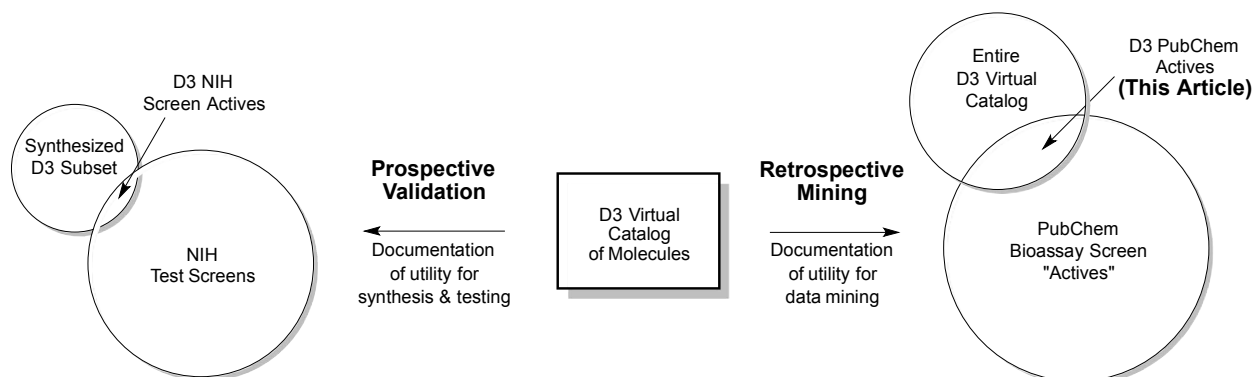 D3 NIH
Screen Actives
Synthesized
D3 Subset
NIH
Test Screens
Prospective
Validation
Documentation
of utility for
synthesis & testing
D3 Virtual
Catalog
of Molecules
Retrospective
Mining
Documentation
of utility for
data mining
Entire
D3 Virtual
Catalog
D3 PubChem
Actives
(This Article)
PubChem
Bioassay Screen
"Actives"